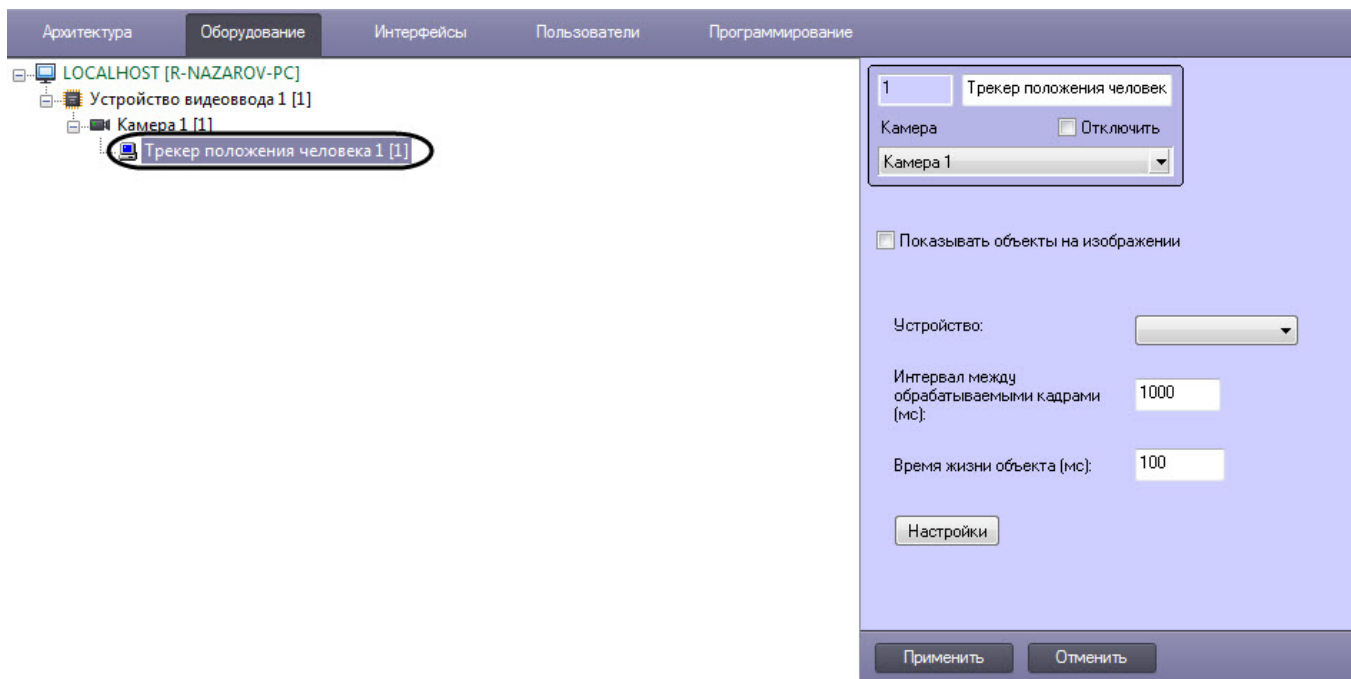 Архитектура Оборудование Интерфейсы Пользователи Программирование
LOCALHOST [R-NAZAROV-PC]
Устройство видеоввода 1 [1]
Камера 1 [1]
Трекер положения человека 1 [1]
1 Трекер положения человек
Камера Отключить
Камера 1
Показывать объекты на изображении
Устройство:
Интервал между
обрабатываемыми кадрами
(мс):
1000
Время жизни объекта (мс): 100
Настройки
Применить Отменить